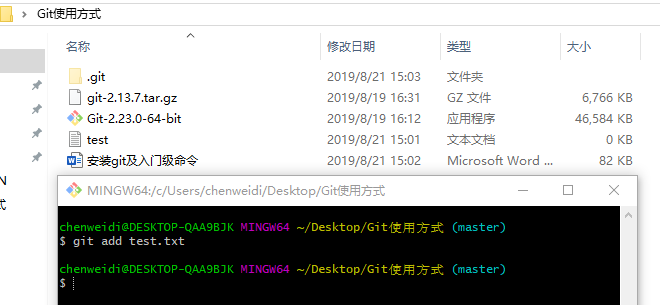 Git使用方式
名称 修改日期 类型 大小
.git 2019/8/21 15:03 文件夹
git-2.13.7.tar.gz 2019/8/19 16:31 GZ 文件 6,766 KB
Git-2.23.0-64-bit 2019/8/19 16:12 应用程序 46,584 KB
test 2019/8/21 15:01 文本文档 0 KB
安装git及入门级命令 2019/8/21 15:02 Microsoft Word ... 82 KB
N
式
MINGW64:/c/Users/chenweidi/Desktop/Git使用方式
chenweidi@DESKTOP-QAA9BJK MINGW64 ~/Desktop/Git使用方式 (master)
$ git add test.txt
chenweidi@DESKTOP-QAA9BJK MINGW64 ~/Desktop/Git使用方式 (master)
$